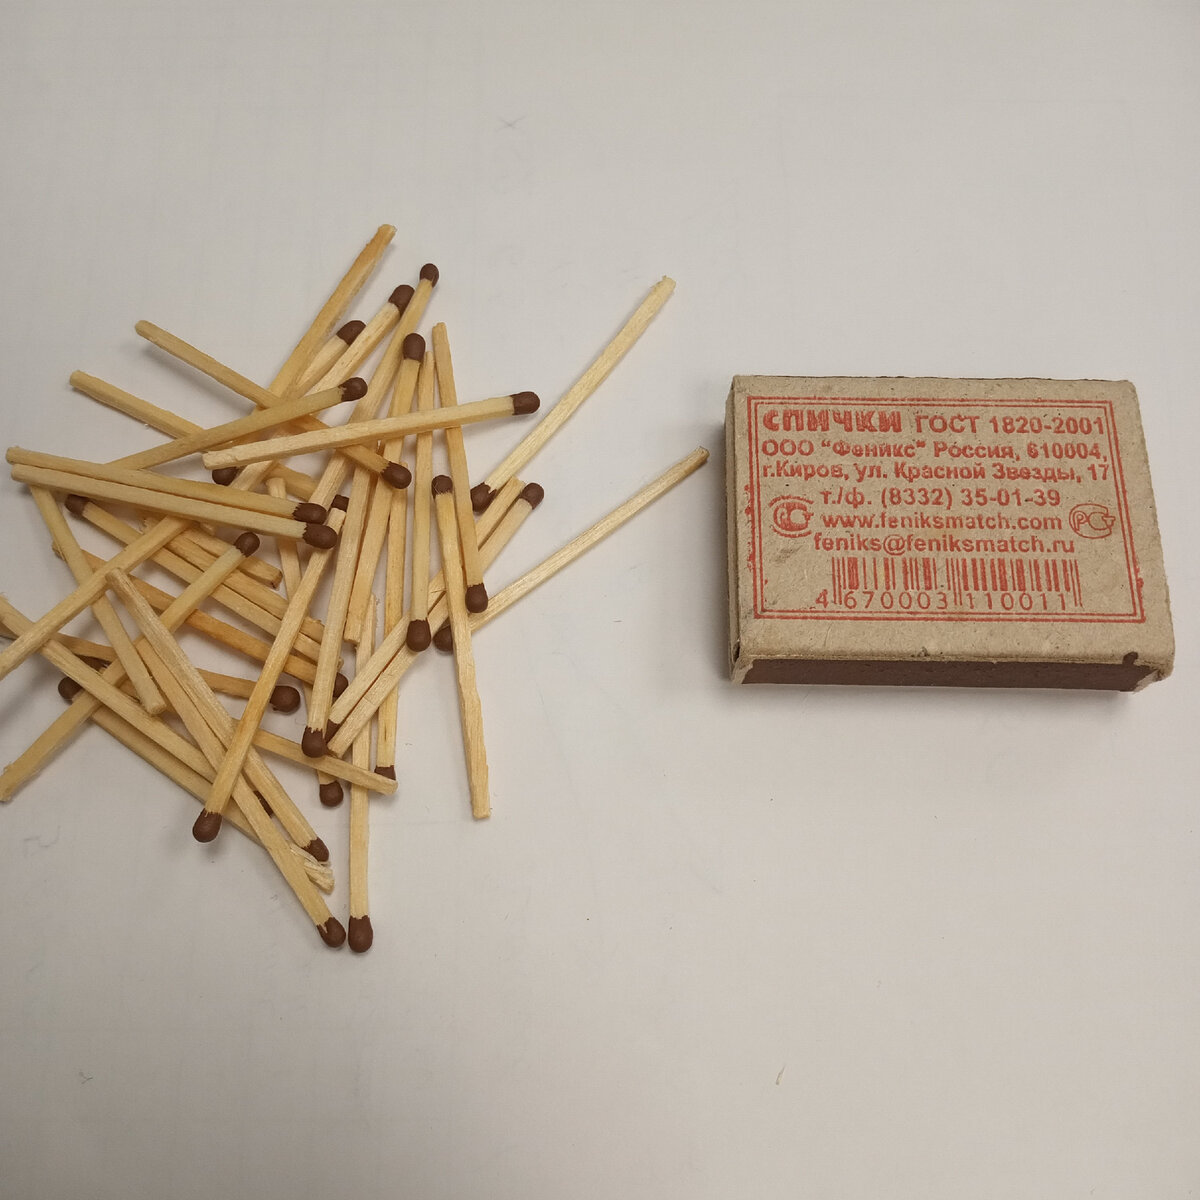 СПИЧКИ ГОСТ 1820-2001
ООО "Феникс" Россия, 610004,
г.Киров, ул. Красной Звезды, 17
т./ф. (8332) 35-01-39
www.feniksmatch.com
feniks@feniksmatch.ru
4 670003 110011